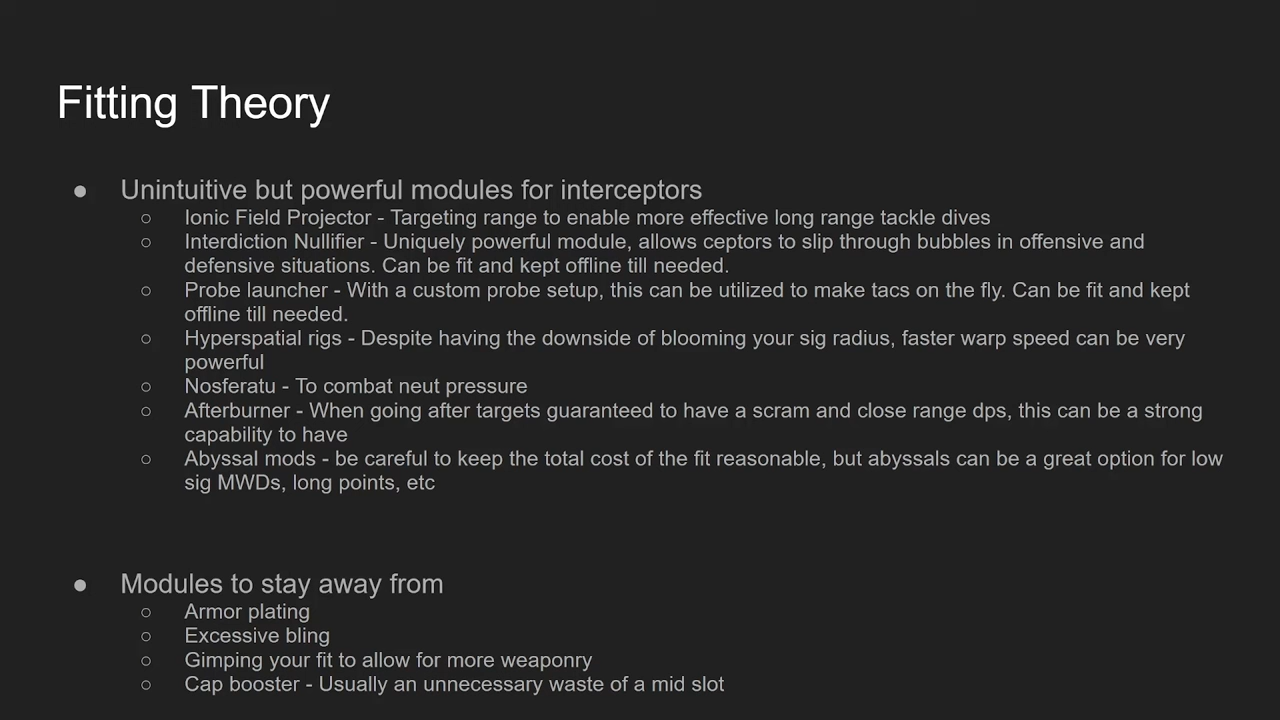 Fitting Theory
● Unintuitive but powerful modules for interceptors
○ Ionic Field Projector - Targeting range to enable more effective long range tackle dives
○ Interdiction Nullifier - Uniquely powerful module, allows ceptors to slip through bubbles in offensive and
defensive situations. Can be fit and kept offline till needed.
○ Probe launcher - With a custom probe setup, this can be utilized to make tacs on the fly. Can be fit and kept
offline till needed.
○ Hyperspatial rigs - Despite having the downside of blooming your sig radius, faster warp speed can be very
powerful
○ Nosferatu - To combat neut pressure
○ Afterburner - When going after targets guaranteed to have a scram and close range dps, this can be a strong
capability to have
○ Abyssal mods - be careful to keep the total cost of the fit reasonable, but abyssals can be a great option for low
sig MWDs, long points, etc
● Modules to stay away from
○ Armor plating
○ Excessive bling
○ Gimping your fit to allow for more weaponry
○ Cap booster - Usually an unnecessary waste of a mid slot